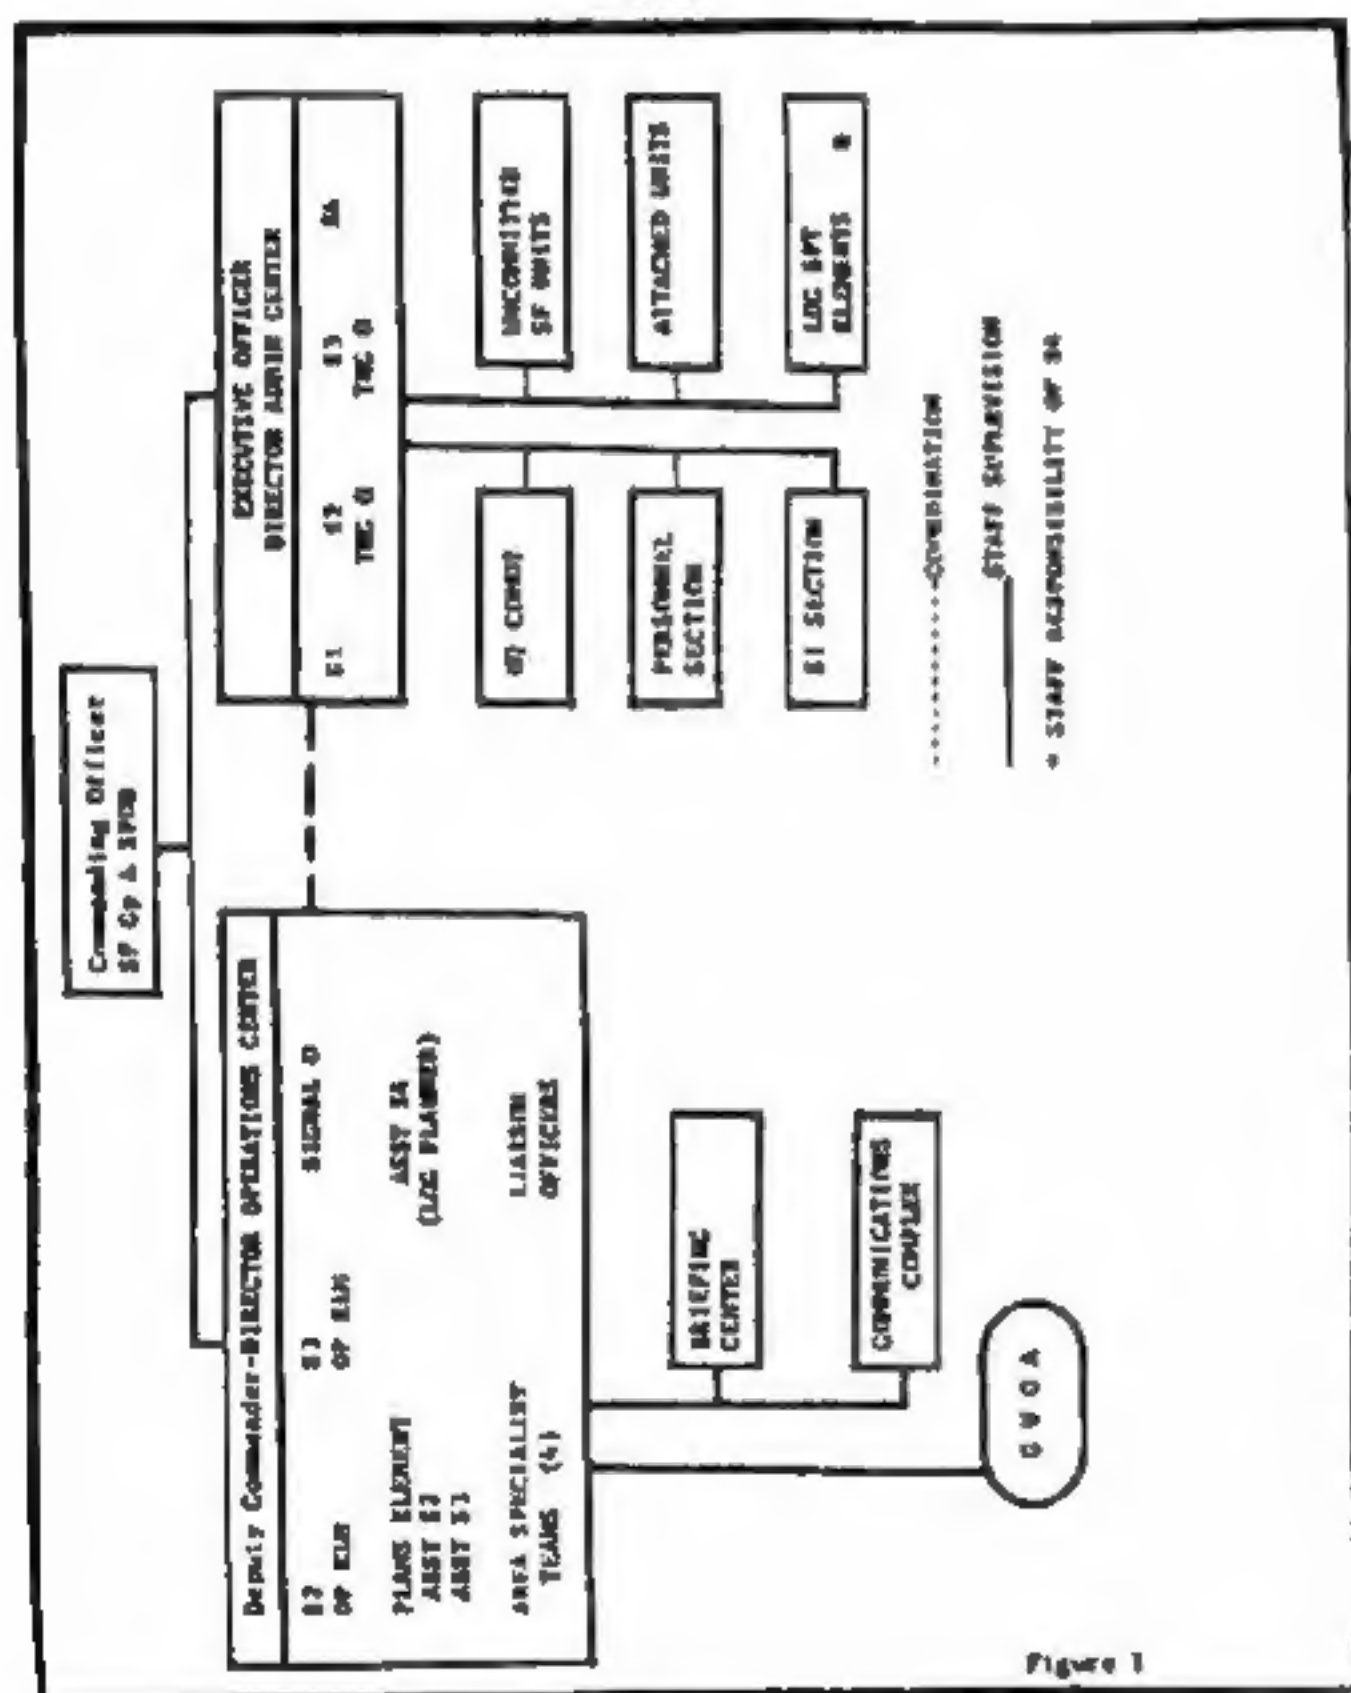 Commanding Officer
SF Gp & SFOB
Deputy Commander-DIRECTOR OPERATIONS CENTER
S2
OP ELM
S3
OP ELM
SIGNAL O
PLANS ELEMENT
ASST S2
ASST S3
ASST S4
(LOG PLANNER)
AREA SPECIALIST
TEAMS (4)
LIAISON
OFFICERS
BRIEFING
CENTER
COMMUNICATIONS
COMPLEX
G W O A
EXECUTIVE OFFICER
DIRECTOR ADMIN CENTER
S1
S2
TNG O
S3
TNG O
S4
HQ COMDT
UNCOMMITTED
SF UNITS
PERSONNEL
SECTION
ATTACHED UNITS
S1 SECTION
LOG SPT
ELEMENTS *
COORDINATION
STAFF SUPERVISION
* STAFF RESPONSIBILITY OF S4
Figure 1